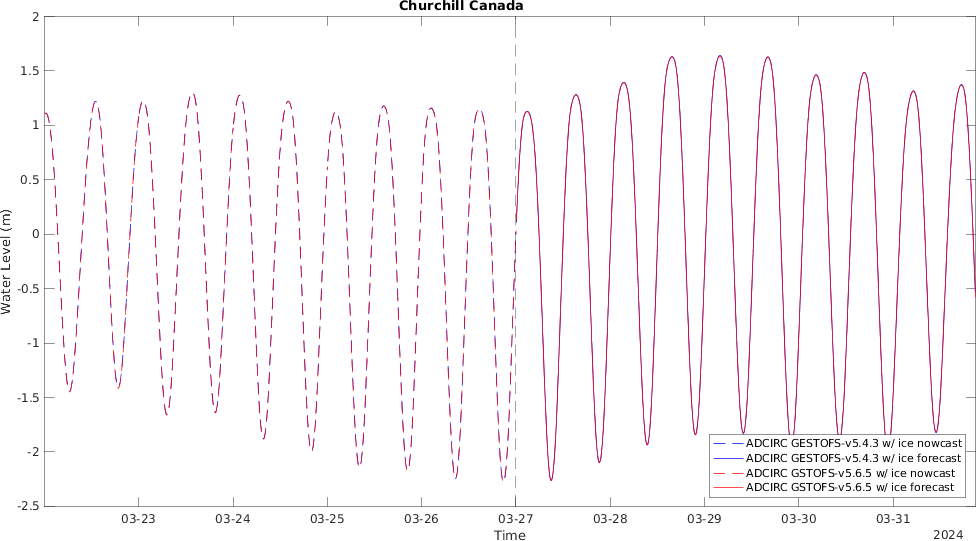 Churchill Canada
2
1.5
1
0.5
0
-0.5
-1
-1.5
-2
-2.5
Water Level (m)
03-23 03-24 03-25 03-26 03-27 03-28 03-29 03-30 03-31
Time
2024
ADCIRC GESTOFS-v5.4.3 w/ ice nowcast
ADCIRC GESTOFS-v5.4.3 w/ ice forecast
ADCIRC GSTOFS-v5.6.5 w/ ice nowcast
ADCIRC GSTOFS-v5.6.5 w/ ice forecast